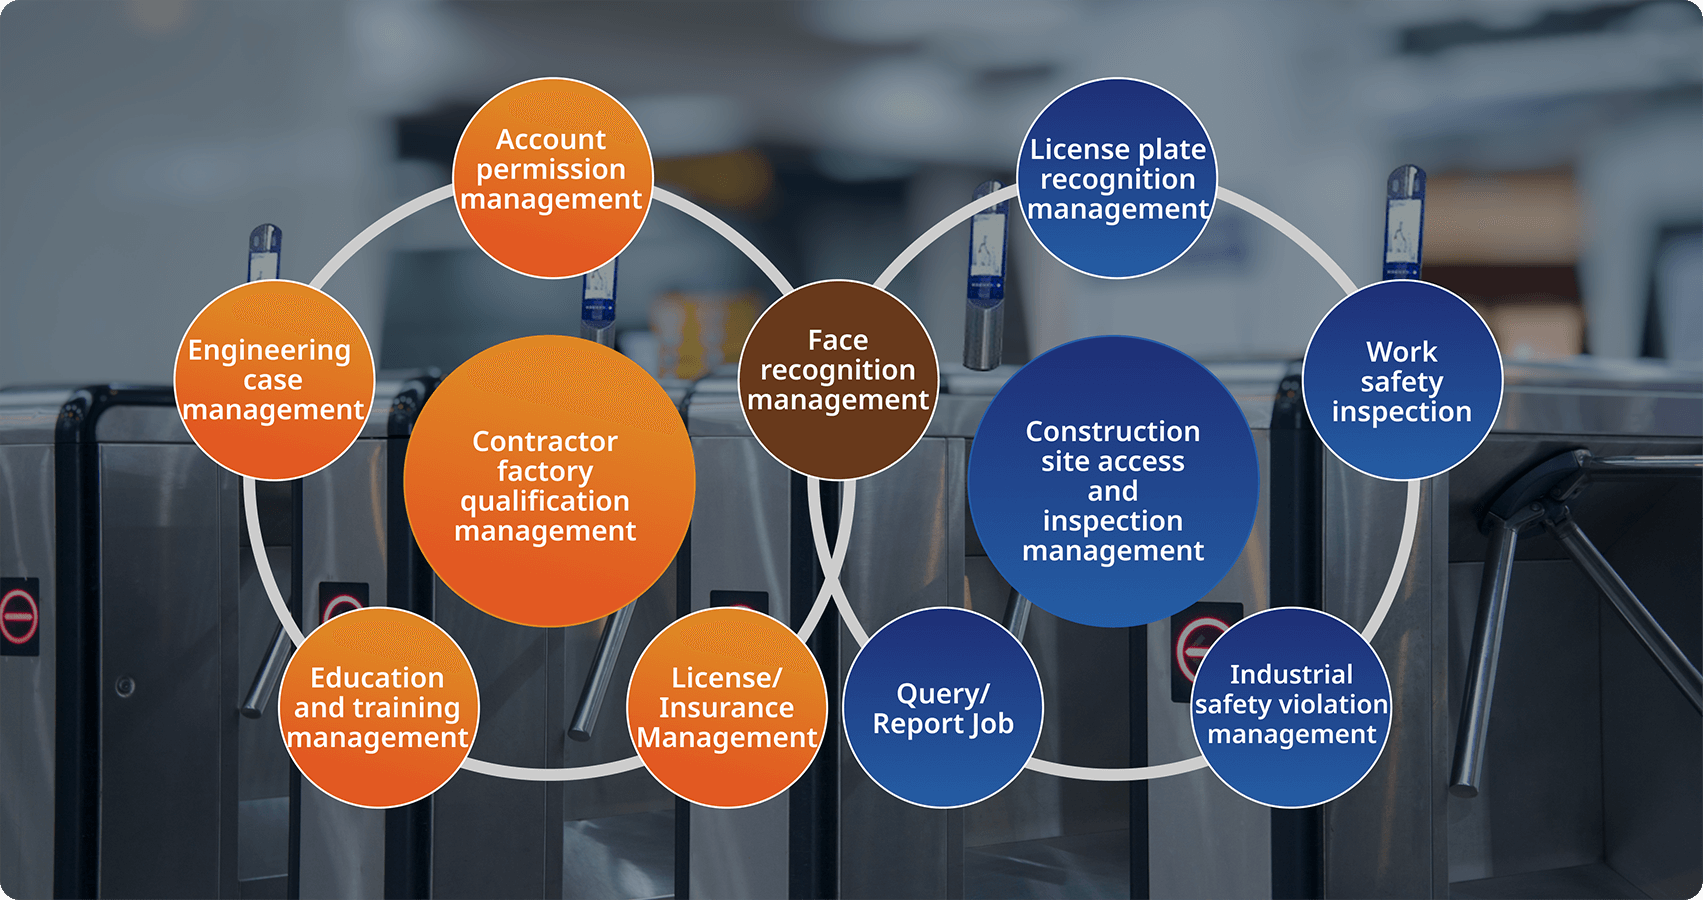 Account
permission
management
License plate
recognition
management
Engineering
case
management
Face
recognition
management
Work
safety
inspection
Contractor
factory
qualification
management
Construction
site access
and
inspection
management
Education
and training
management
License/
Insurance
Management
Query/
Report Job
Industrial
safety violation
management